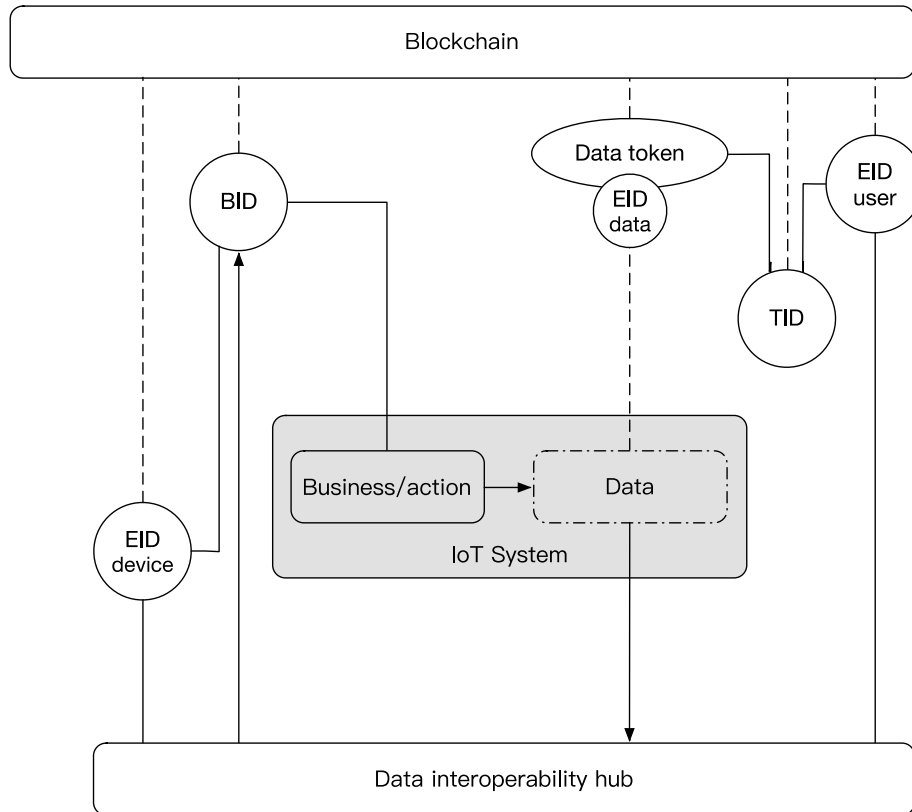 Blockchain
Data token
EID
user
BID
EID
data
TID
Business/action
Data
EID
device
IoT System
Data interoperability hub